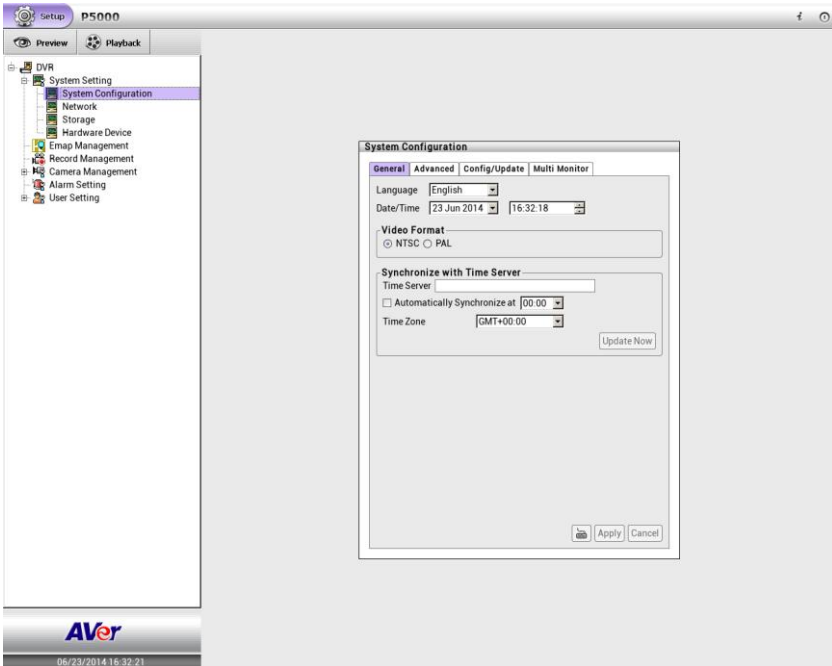 Setup P5000
i
Preview Playback
DVR
System Setting
System Configuration
Network
Storage
Hardware Device
Emap Management
Record Management
Camera Management
Alarm Setting
User Setting
AVer
06/23/2014 16:32:21
System Configuration
General Advanced Config/Update Multi Monitor
Language English
Date/Time 23 Jun 2014 16:32:18
Video Format
NTSC PAL
Synchronize with Time Server
Time Server
Automatically Synchronize at 00:00
Time Zone GMT+00:00
Update Now
Apply Cancel